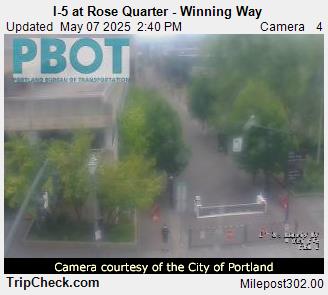 I-5 at Rose Quarter - Winning Way
Updated May 07 2025 2:40 PM Camera 4
PBOT
PORTLAND BUREAU OF TRANSPORTATION
Camera courtesy of the City of Portland
TripCheck.com Milepost302.00